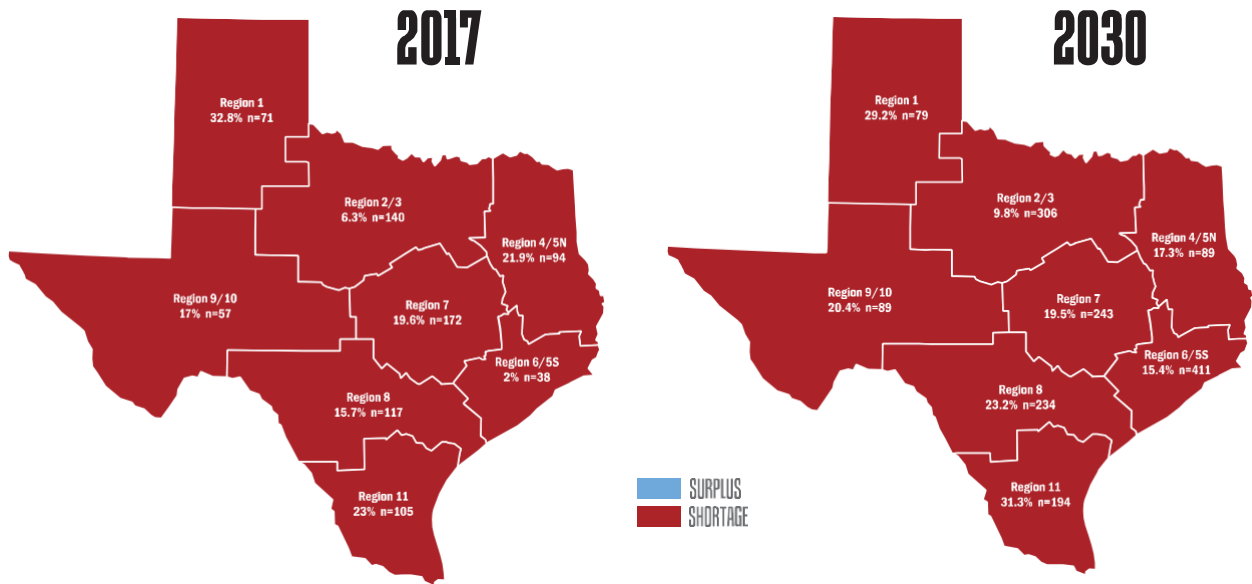 2017
Region 1
32.8% n=71
Region 2/3
6.3% n=140
Region 4/5N
21.9% n=94
Region 9/10
17% n=57
Region 7
19.6% n=172
Region 6/5S
2% n=38
Region 8
15.7% n=117
Region 11
23% n=105
2030
Region 1
29.2% n=79
Region 2/3
9.8% n=306
Region 4/5N
17.3% n=89
Region 9/10
20.4% n=89
Region 7
19.5% n=243
Region 6/5S
15.4% n=411
Region 8
23.2% n=234
Region 11
31.3% n=194
SURPLUS
SHORTAGE